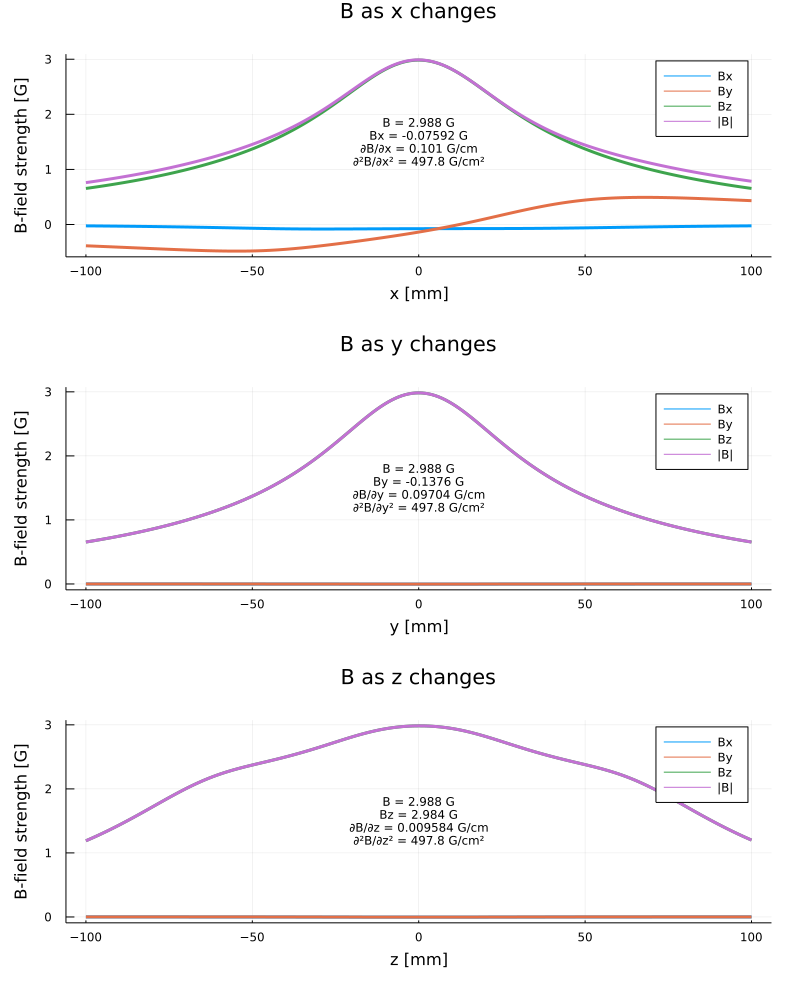 B as x changes
B-field strength [G]
3
2
1
0
Bx
By
Bz
|B|
B = 2.988 G
Bx = -0.07592 G
∂B/∂x = 0.101 G/cm
∂²B/∂x² = 497.8 G/cm²
−100
−50
0
50
100
x [mm]
B as y changes
B-field strength [G]
3
2
1
0
Bx
By
Bz
|B|
B = 2.988 G
By = -0.1376 G
∂B/∂y = 0.09704 G/cm
∂²B/∂y² = 497.8 G/cm²
−100
−50
0
50
100
y [mm]
B as z changes
B-field strength [G]
3
2
1
0
Bx
By
Bz
|B|
B = 2.988 G
Bz = 2.984 G
∂B/∂z = 0.009584 G/cm
∂²B/∂z² = 497.8 G/cm²
−100
−50
0
50
100
z [mm]